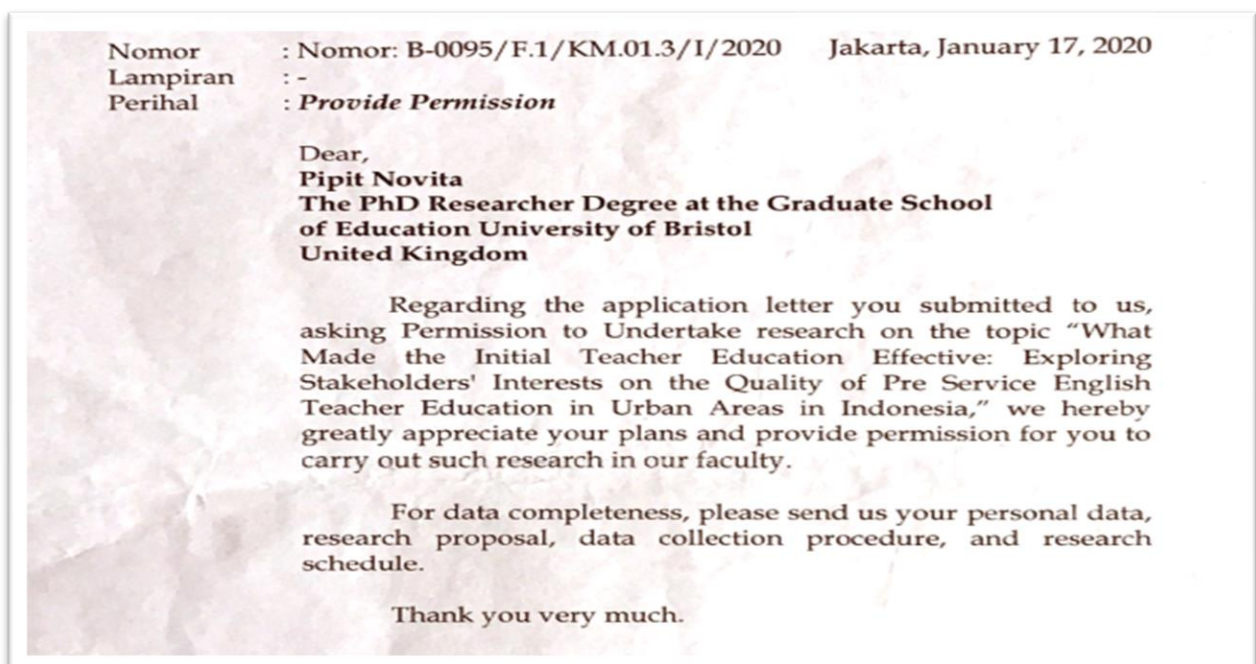 Nomor : Nomor: B-0095/F.1/KM.01.3/I/2020 Jakarta, January 17, 2020
Lampiran : -
Perihal : Provide Permission
Dear,
Pipit Novita
The PhD Researcher Degree at the Graduate School
of Education University of Bristol
United Kingdom
Regarding the application letter you submitted to us,
asking Permission to Undertake research on the topic “What
Made the Initial Teacher Education Effective: Exploring
Stakeholders' Interests on the Quality of Pre Service English
Teacher Education in Urban Areas in Indonesia,” we hereby
greatly appreciate your plans and provide permission for you to
carry out such research in our faculty.
For data completeness, please send us your personal data,
research proposal, data collection procedure, and research
schedule.
Thank you very much.